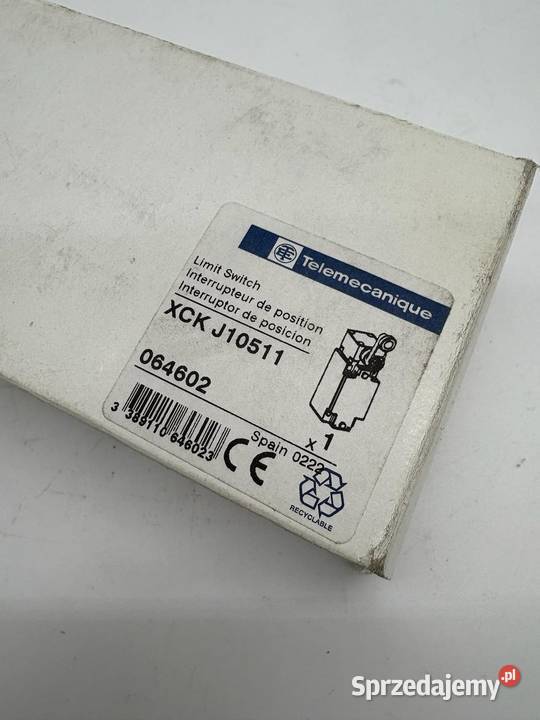 Telemecanique
Limit Switch
Interrupteur de position
Interruptor de posicion
XCK J10511
064602
x 1
Spain 0222
3 389110 646023
CE
RECYCLABLE
Sprzedajemy.pl